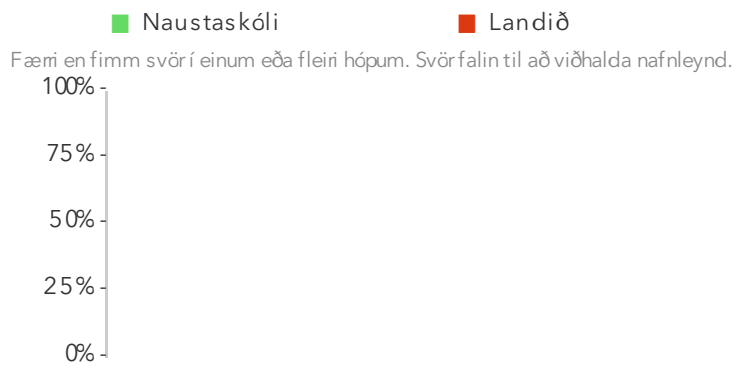 Naustaskóli Landið
Færri en fimm svör í einum eða fleiri hópum. Svör falin til að viðhalda nafnleynd.
100%
75%
50%
25%
0%